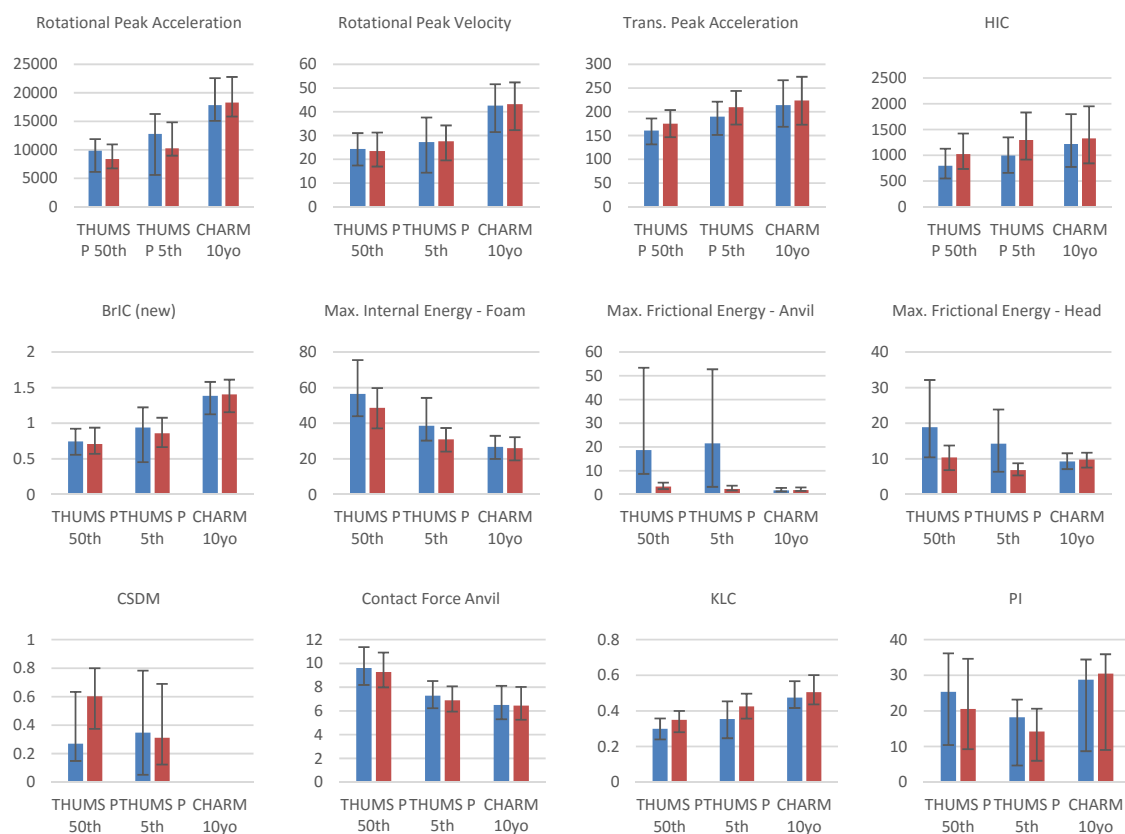 Rotational Peak Acceleration
25000
20000
15000
10000
5000
0
THUMS P 50th
THUMS P 5th
CHARM 10yo
Rotational Peak Velocity
60
50
40
30
20
10
0
THUMS P 50th
THUMS P 5th
CHARM 10yo
Trans. Peak Acceleration
300
250
200
150
100
50
0
THUMS P 50th
THUMS P 5th
CHARM 10yo
HIC
2500
2000
1500
1000
500
0
THUMS P 50th
THUMS P 5th
CHARM 10yo
BrIC (new)
2
1.5
1
0.5
0
THUMS P 50th
THUMS P 5th
CHARM 10yo
Max. Internal Energy - Foam
80
60
40
20
0
THUMS P 50th
THUMS P 5th
CHARM 10yo
Max. Frictional Energy - Anvil
60
50
40
30
20
10
0
THUMS P 50th
THUMS P 5th
CHARM 10yo
Max. Frictional Energy - Head
40
30
20
10
0
THUMS P 50th
THUMS P 5th
CHARM 10yo
CSDM
1
0.8
0.6
0.4
0.2
0
THUMS P 50th
THUMS P 5th
CHARM 10yo
Contact Force Anvil
12
10
8
6
4
2
0
THUMS P 50th
THUMS P 5th
CHARM 10yo
KLC
0.8
0.6
0.4
0.2
0
THUMS P 50th
THUMS P 5th
CHARM 10yo
PI
40
30
20
10
0
THUMS P 50th
THUMS P 5th
CHARM 10yo